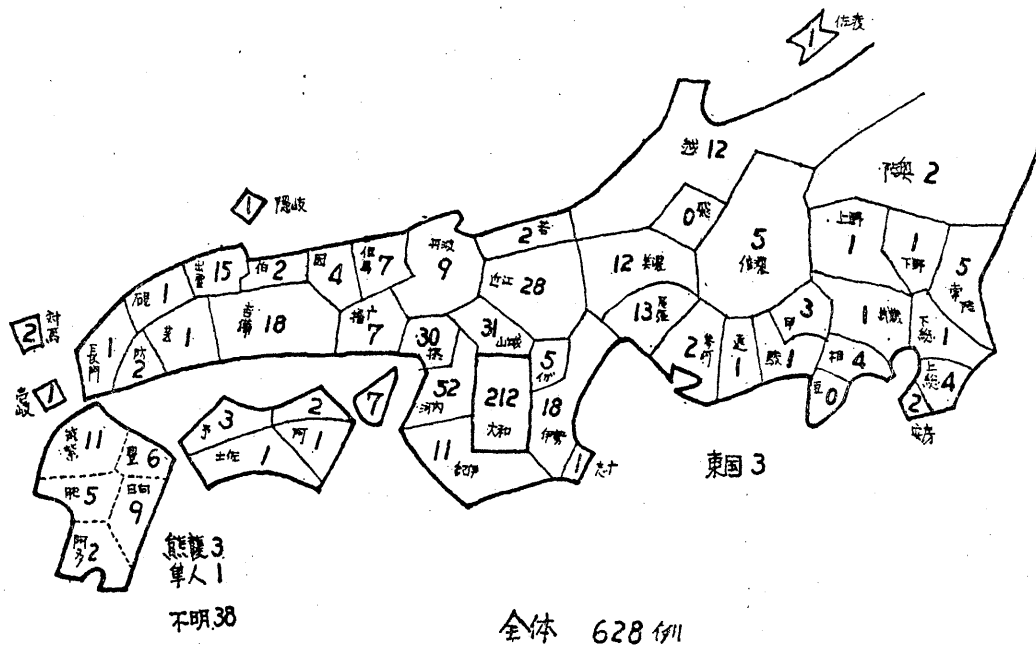 1 佐渡
越 12
陸奥 2
1 隠岐
0 飛
上野 1
1 下野
5 常陸
5 信濃
2 若
丹波 9
但馬 7
因 4
伯 2
出雲 15
石見 1
近江 28
12 美濃
13 尾張
3 甲
1 武蔵
下総 1
対馬 2
長門 1
防 2
芸 1
吉備 18
播磨 7
30 摂
31 山城
5 イガ
2 参河
遠 1
駿 1
相 4
豆 0
上総 4
2 安房
壱岐 1
7
52 河内
212 大和
18 伊勢
1 志ナ
11 紀伊
予 3
2
阿 1
土佐 1
筑紫 11
豊 6
肥 5
日向 9
阿多 2
東国 3
熊襲 3
隼人 1
不明 38
全体 628例